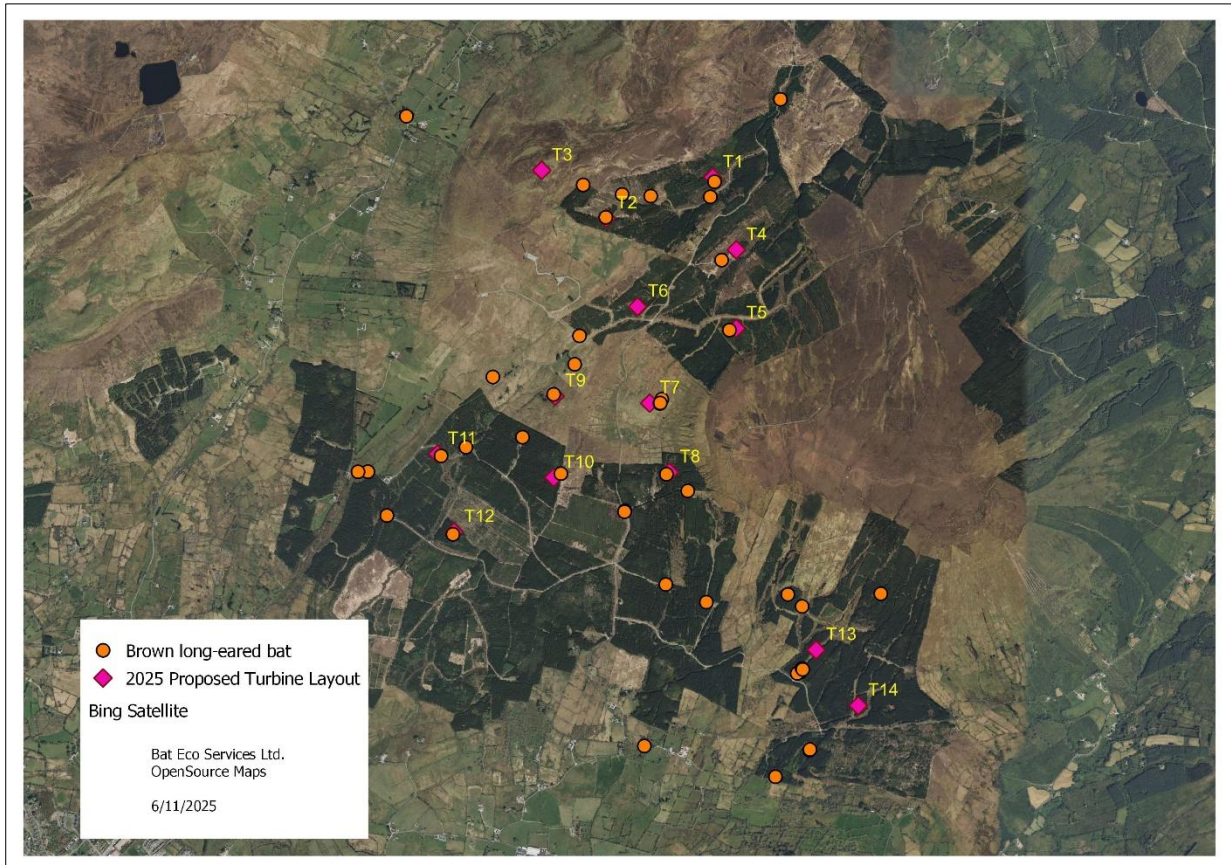 T3
T1
T2
T4
T6
T5
T9
T7
T11
T10
T8
T12
T13
T14
Brown long-eared bat
2025 Proposed Turbine Layout
Bing Satellite
Bat Eco Services Ltd.
OpenSource Maps
6/11/2025